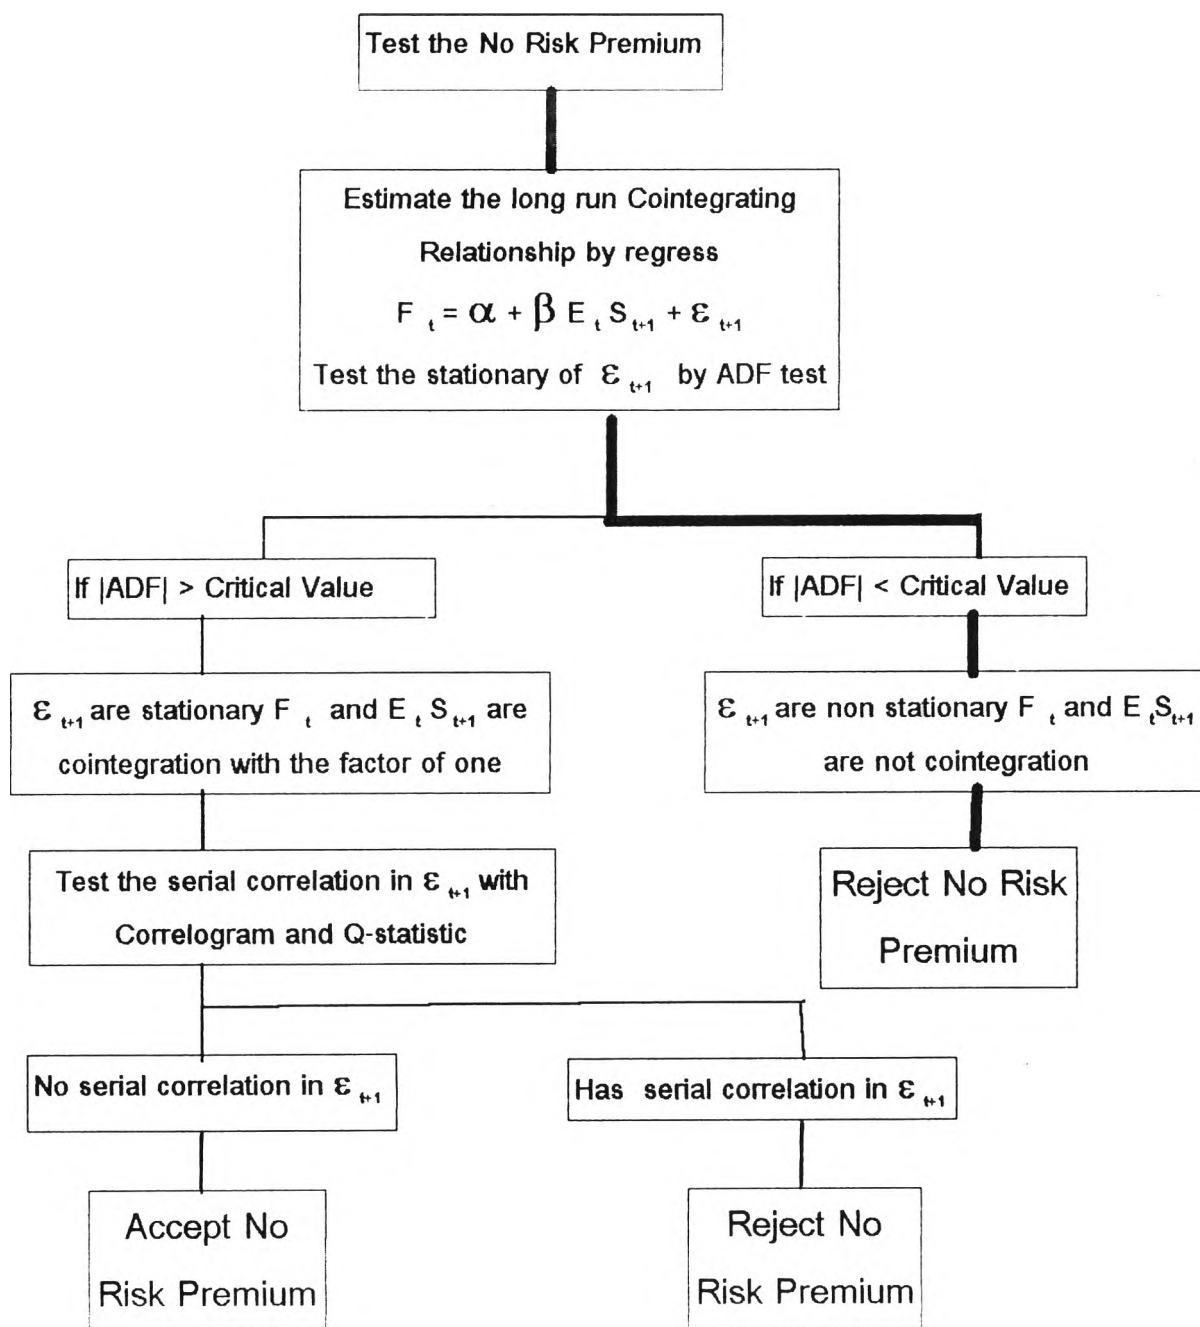 Test the No Risk Premium
Estimate the long run Cointegrating
Relationship by regress
F t = α + β E t S t+1 + ε t+1
Test the stationary of ε t+1 by ADF test
If |ADF| > Critical Value
If |ADF| < Critical Value
ε t+1 are stationary F t and E t S t+1 are
cointegration with the factor of one
ε t+1 are non stationary F t and E t S t+1
are not cointegration
Test the serial correlation in ε t+1 with
Correlogram and Q-statistic
Reject No Risk
Premium
No serial correlation in ε t+1
Has serial correlation in ε t+1
Accept No
Risk Premium
Reject No
Risk Premium